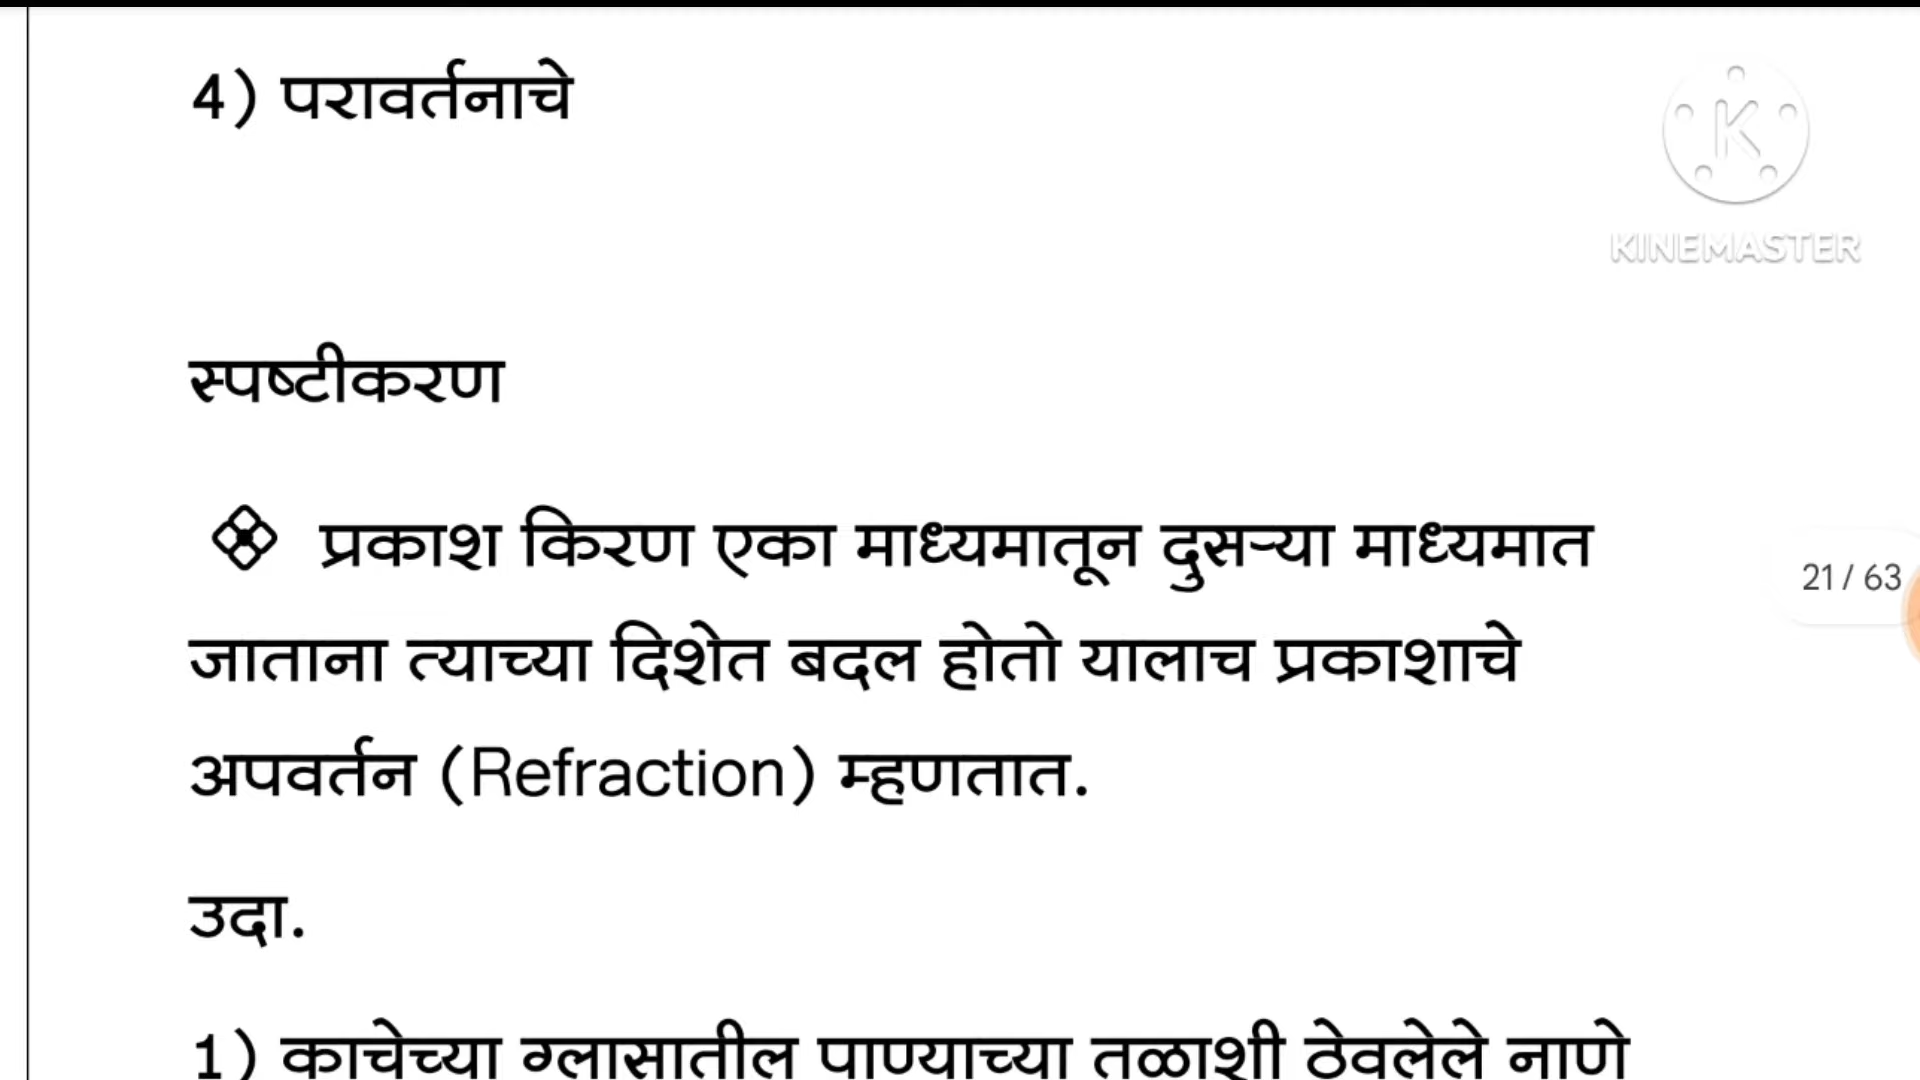 4) परावर्तनाचे
KINEMASTER
स्पष्टीकरण
प्रकाश किरण एका माध्यमातून दुसऱ्या माध्यमात
21 / 63
जाताना त्याच्या दिशेत बदल होतो यालाच प्रकाशाचे
अपवर्तन (Refraction) म्हणतात.
उदा.
1) काचेच्या ग्लासातील पाण्याच्या तळाशी ठेवलेले नाणे